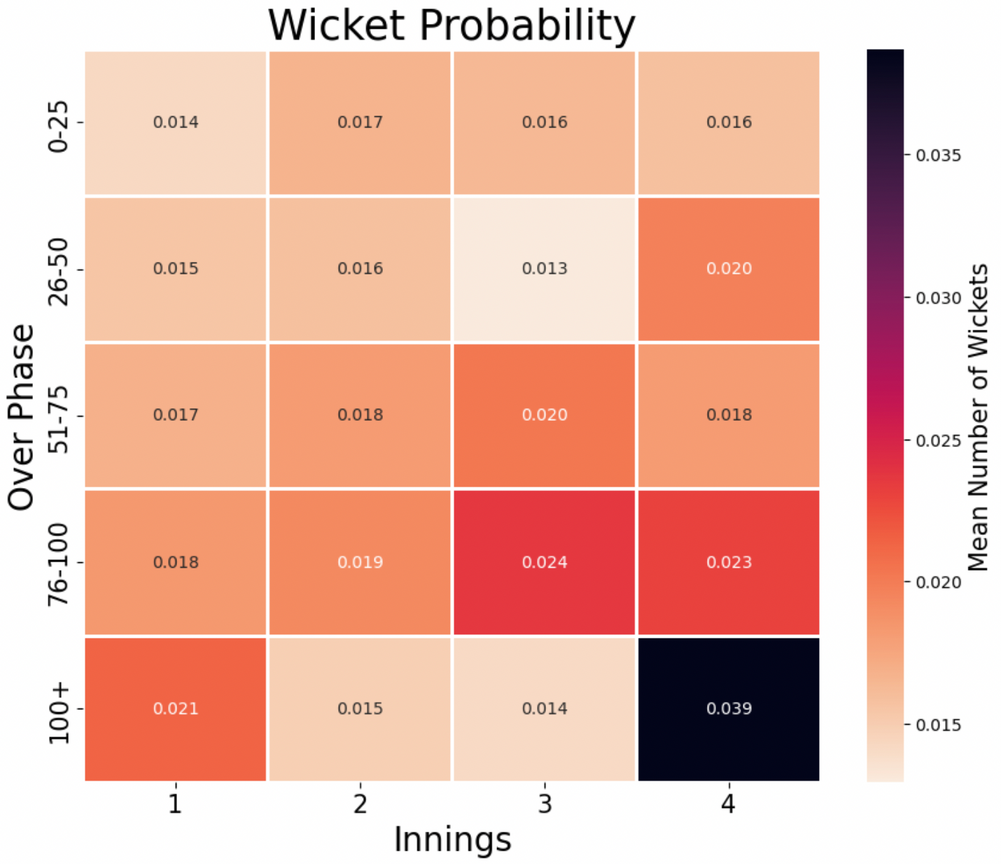 Wicket Probability
Over Phase
0-25
0.014 0.017 0.016 0.016
26-50
0.015 0.016 0.013 0.020
51-75
0.017 0.018 0.020 0.018
76-100
0.018 0.019 0.024 0.023
100+
0.021 0.015 0.014 0.039
1 2 3 4
Innings
0.035
0.030
0.025
0.020
0.015
Mean Number of Wickets